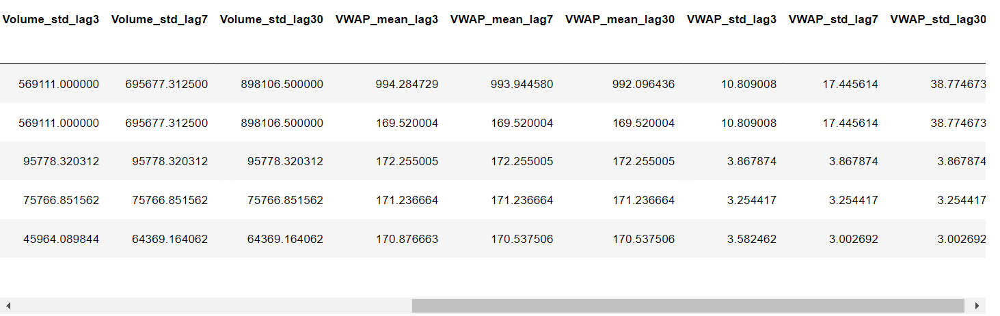 Volume_std_lag3 Volume_std_lag7 Volume_std_lag30 VWAP_mean_lag3 VWAP_mean_lag7 VWAP_mean_lag30 VWAP_std_lag3 VWAP_std_lag7 VWAP_std_lag30
569111.000000 695677.312500 898106.500000 994.284729 993.944580 992.096436 10.809008 17.445614 38.774673
569111.000000 695677.312500 898106.500000 169.520004 169.520004 169.520004 10.809008 17.445614 38.774673
95778.320312 95778.320312 95778.320312 172.255005 172.255005 172.255005 3.867874 3.867874 3.867874
75766.851562 75766.851562 75766.851562 171.236664 171.236664 171.236664 3.254417 3.254417 3.254417
45964.089844 64369.164062 64369.164062 170.876663 170.537506 170.537506 3.582462 3.002692 3.002692